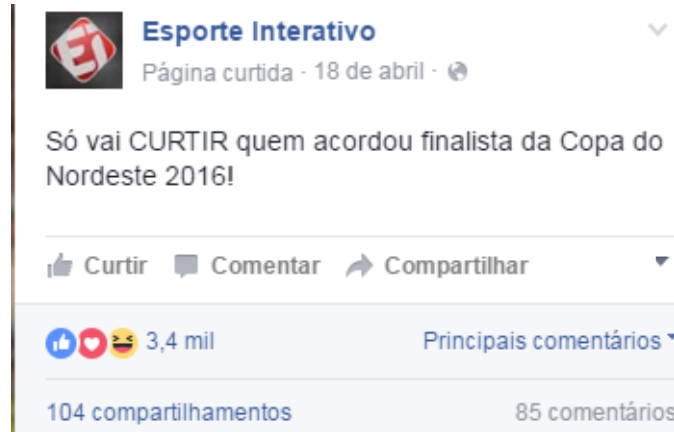 Esporte Interativo
Página curtida · 18 de abril ·
Só vai CURTIR quem acordou finalista da Copa do
Nordeste 2016!
Curtir Comentar Compartilhar
3,4 mil Principais comentários
104 compartilhamentos 85 comentários